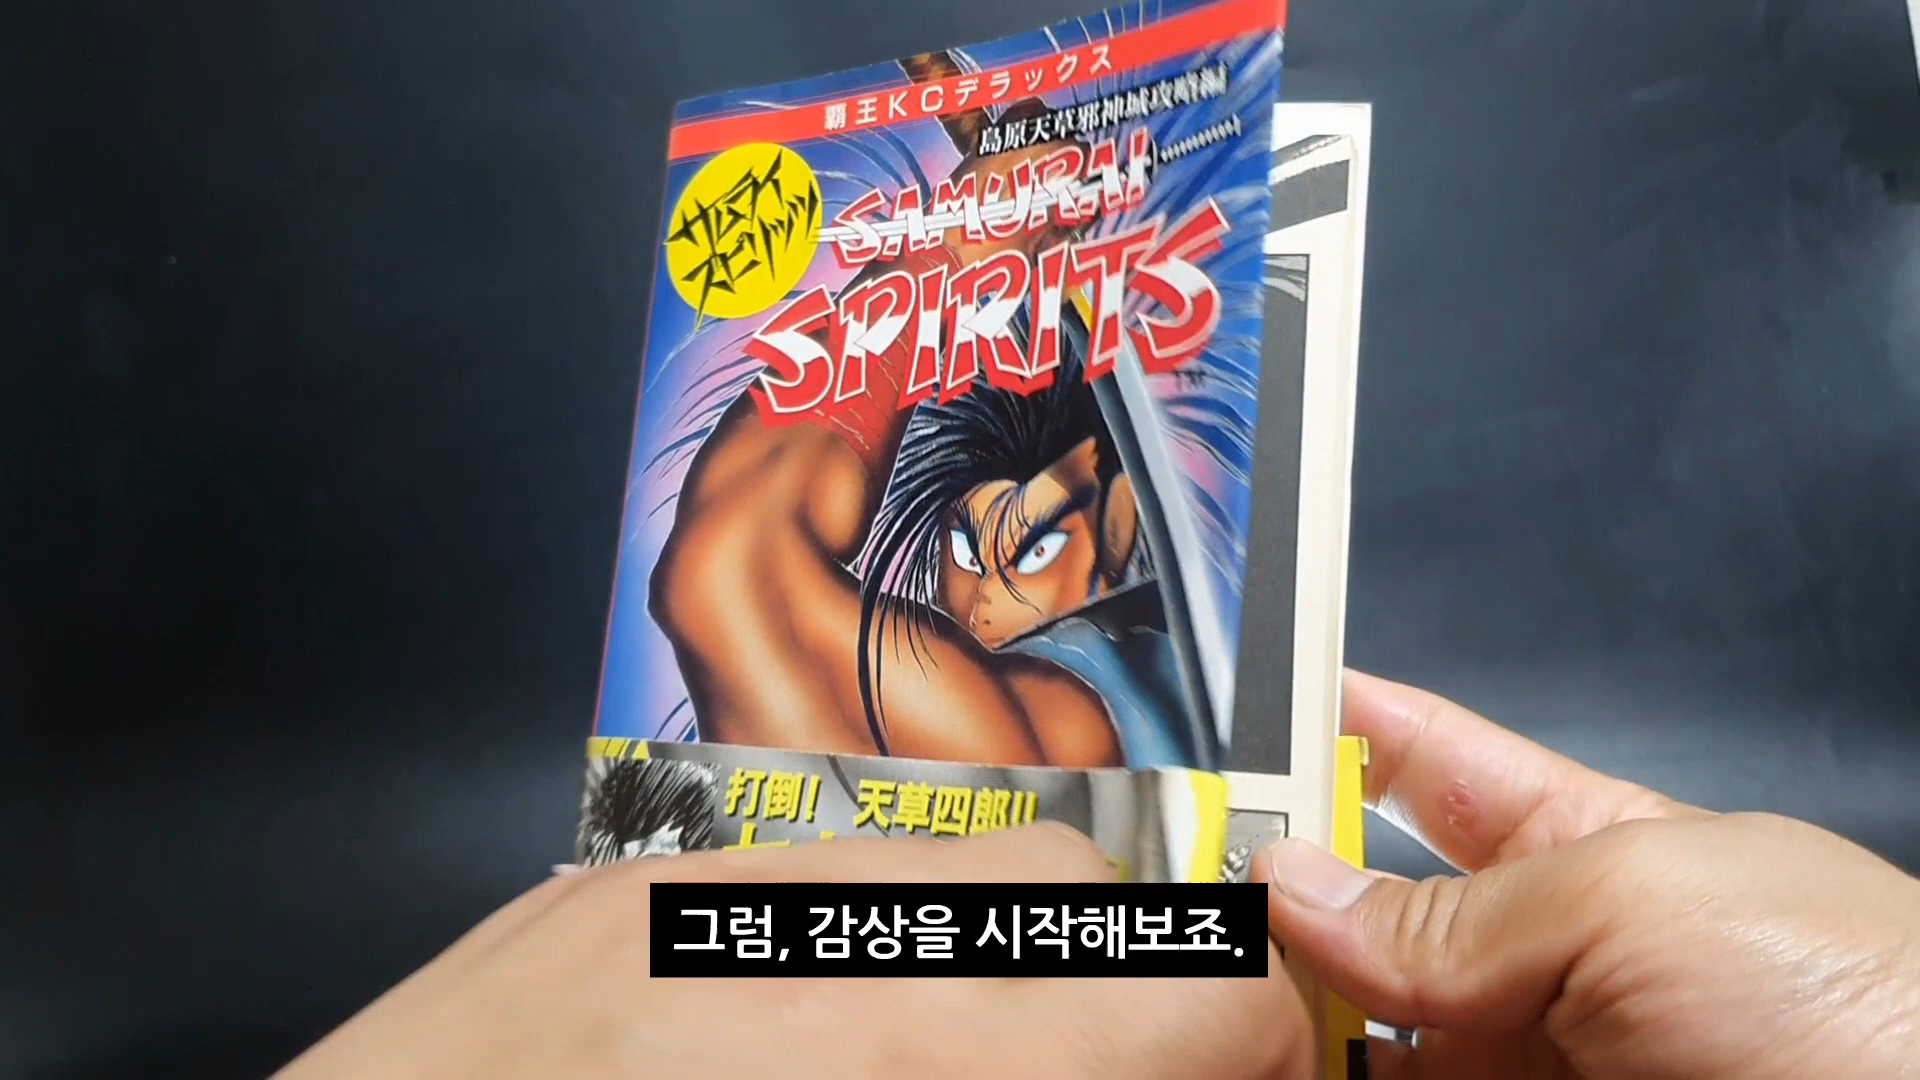 覇王KCデラックス
島原天草邪神城攻略編
サムライ
スピリッツ
SAMURAI
SPIRITS
TM
打倒! 天草四郎!!
그럼, 감상을 시작해보죠.